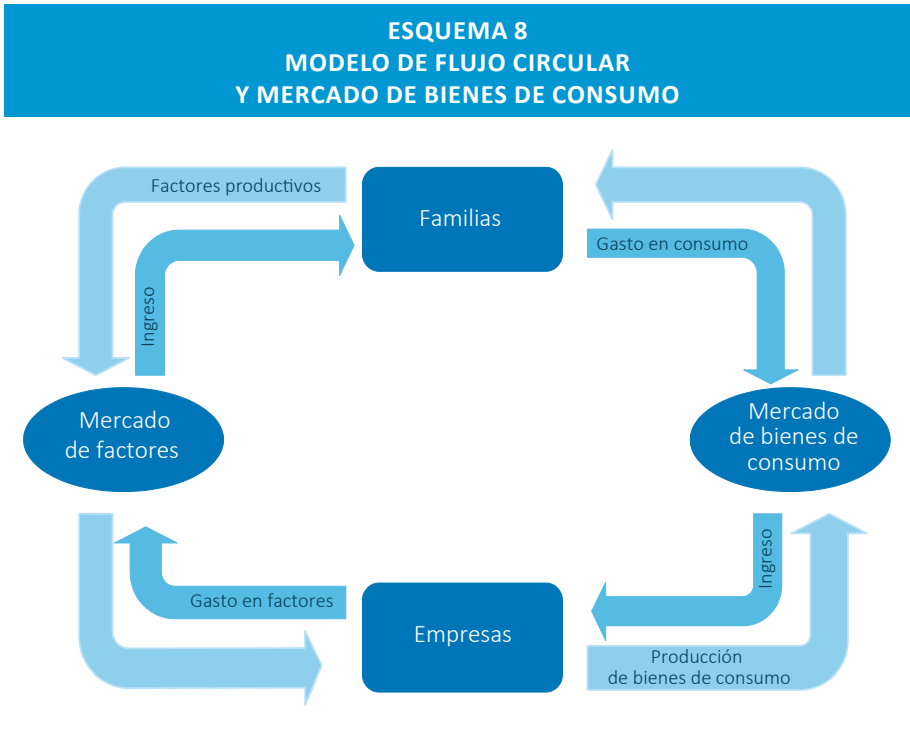 ESQUEMA 8
MODELO DE FLUJO CIRCULAR
Y MERCADO DE BIENES DE CONSUMO
Factores productivos
Familias
Gasto en consumo
Ingreso
Mercado
de factores
Mercado
de bienes de
consumo
Ingreso
Gasto en factores
Empresas
Producción
de bienes de consumo